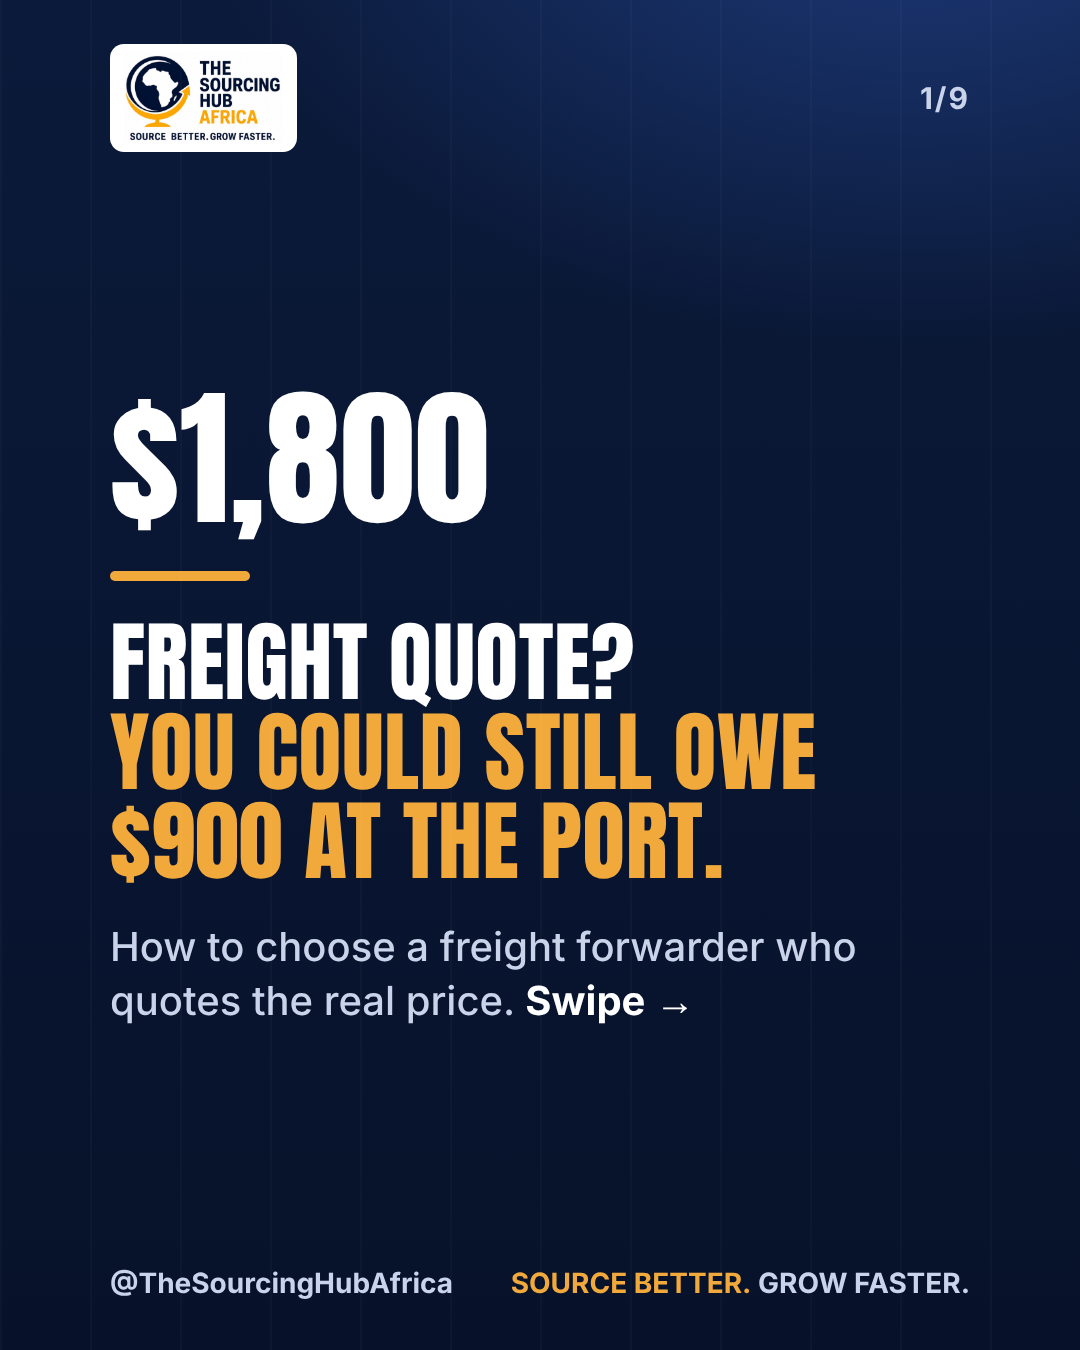 THE
SOURCING
HUB
AFRICA
SOURCE BETTER. GROW FASTER.
1/9
$1,800
FREIGHT QUOTE?
YOU COULD STILL OWE
$900 AT THE PORT.
How to choose a freight forwarder who
quotes the real price. Swipe →
@TheSourcingHubAfrica
SOURCE BETTER. GROW FASTER.